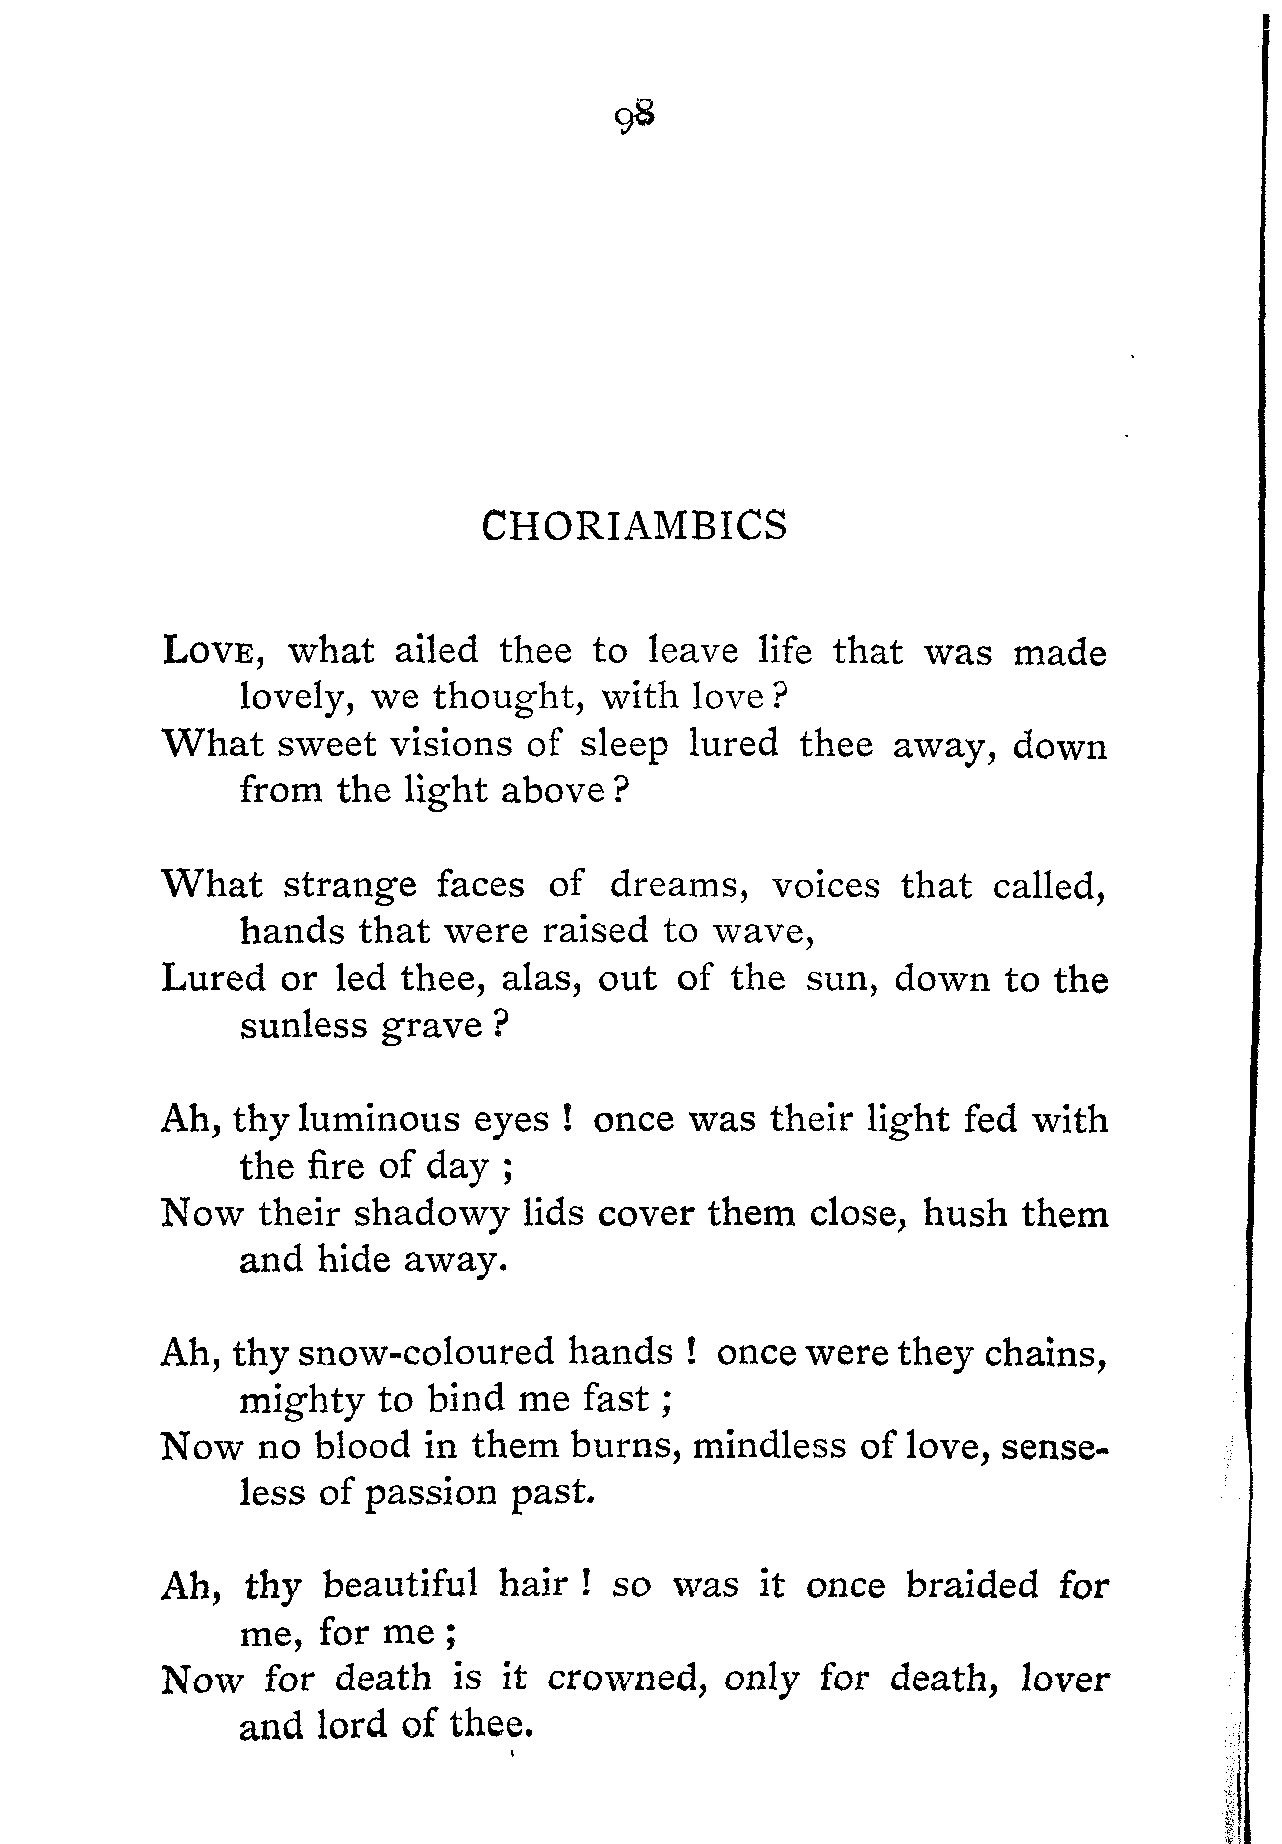 98
CHORIAMBICS
LOVE, what ailed thee to leave life that was made
lovely, we thought, with love?
What sweet visions of sleep lured thee away, down
from the light above?
What strange faces of dreams, voices that called,
hands that were raised to wave,
Lured or led thee, alas, out of the sun, down to the
sunless grave ?
Ah, thy luminous eyes ! once was their light fed with
the fire of day ;
Now their shadowy lids cover them close, hush them
and hide away.
Ah, thy snow-coloured hands ! once were they chains,
mighty to bind me fast ;
Now no blood in them burns, mindless of love, sense-
less of passion past.
Ah, thy beautiful hair ! so was it once braided for
me, for me ;
Now for death is it crowned, only for death, lover
and lord of thee.